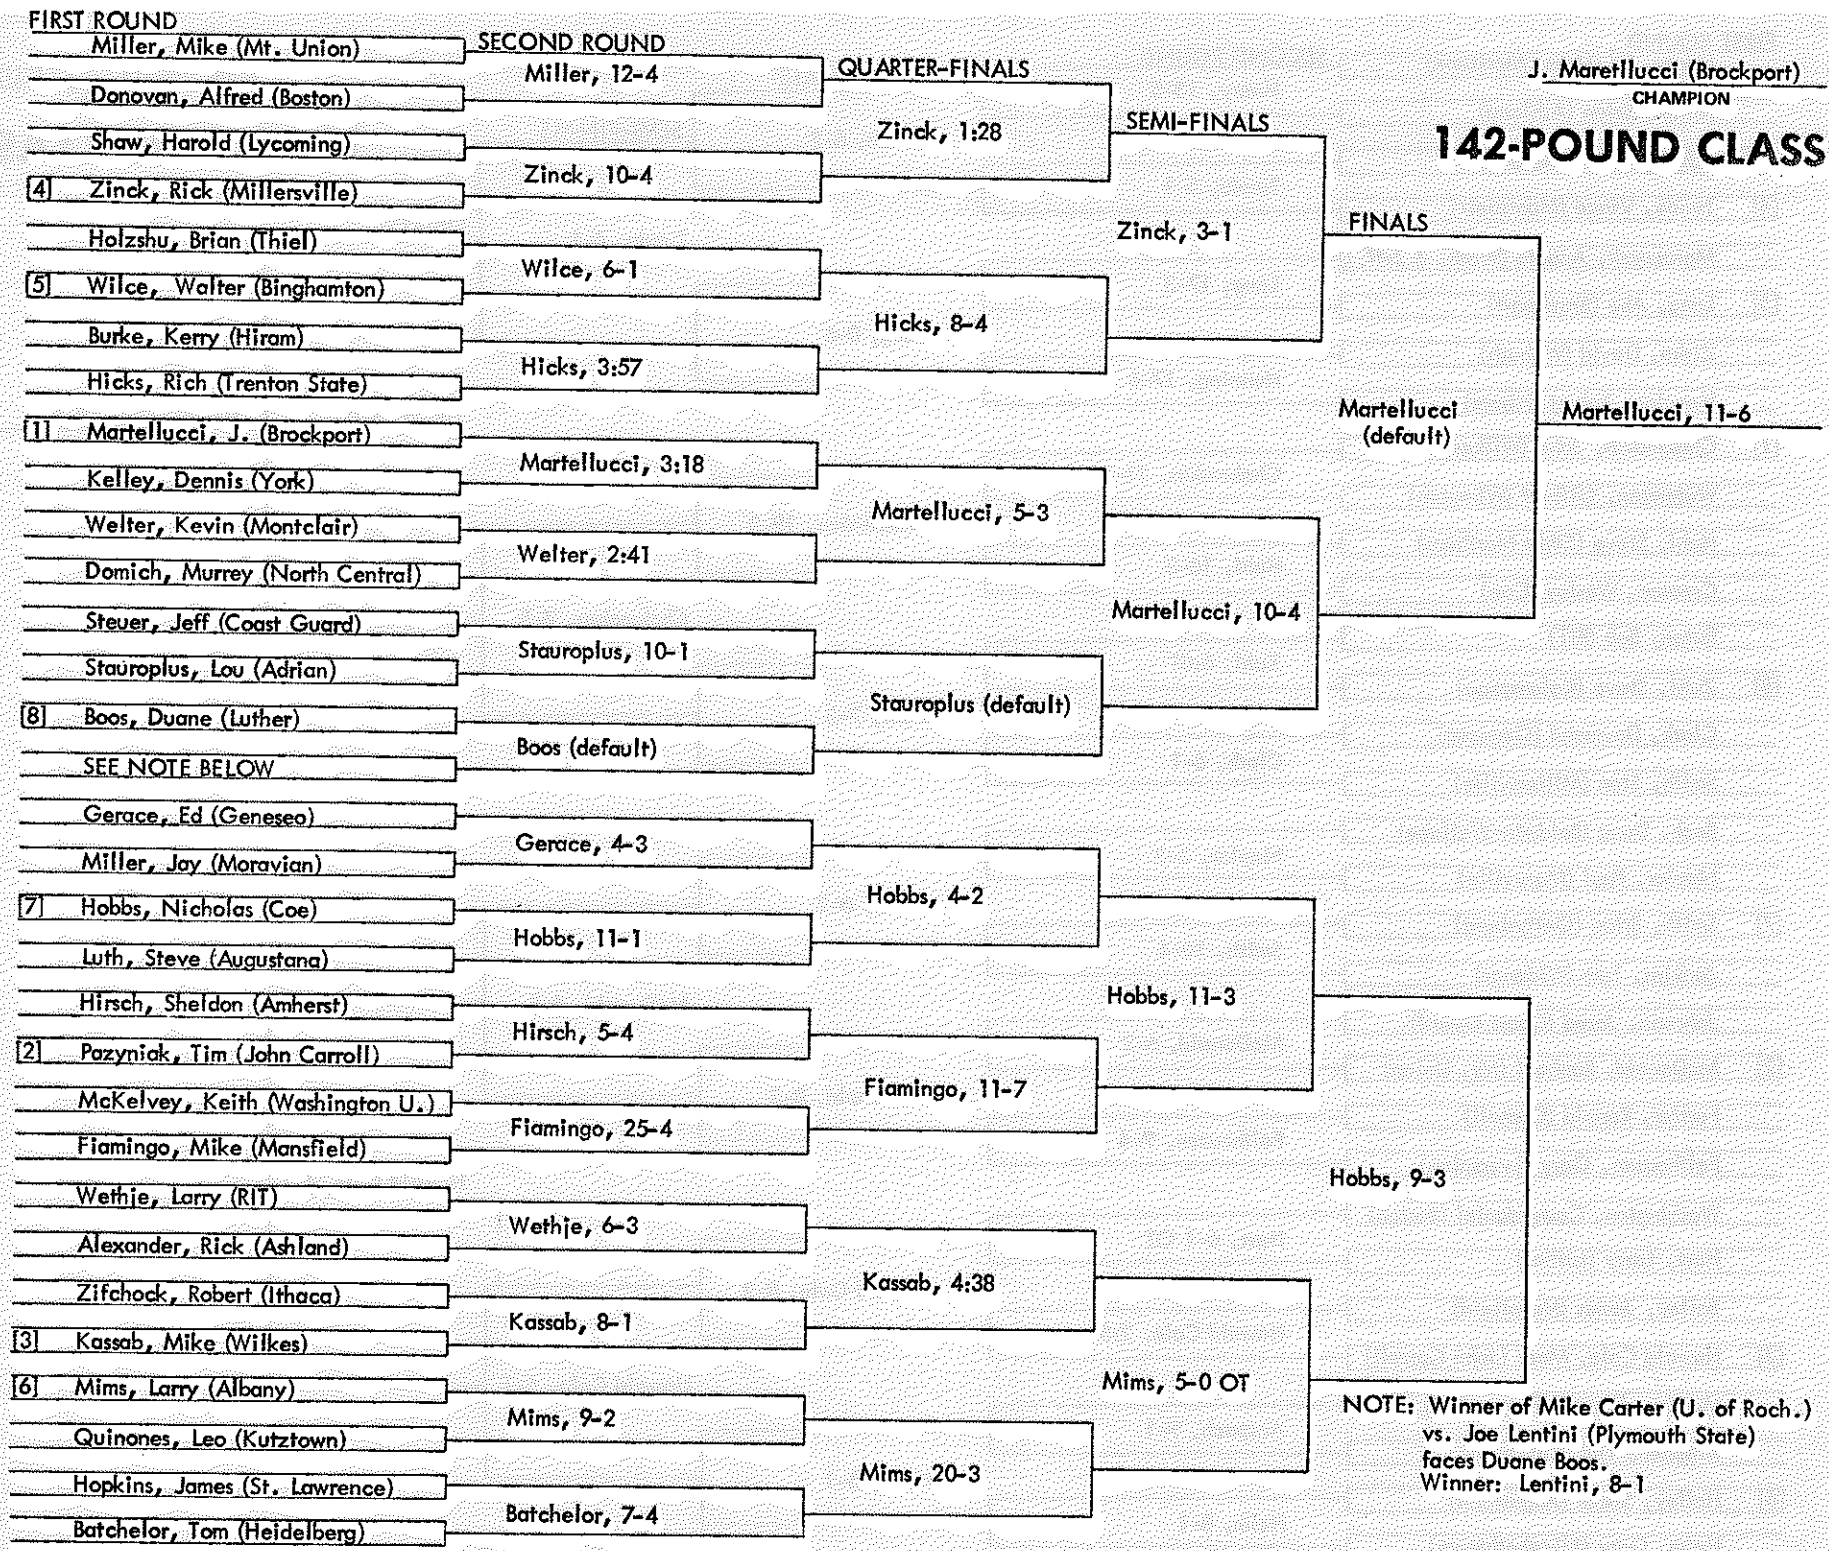 FIRST ROUND
Miller, Mike (Mt. Union)
Donovan, Alfred (Boston)
Shaw, Harold (Lycoming)
[4] Zinck, Rick (Millersville)
Holzshu, Brian (Thiel)
[5] Wilce, Walter (Binghamton)
Burke, Kerry (Hiram)
Hicks, Rich (Trenton State)
[1] Martellucci, J. (Brockport)
Kelley, Dennis (York)
Welter, Kevin (Montclair)
Domich, Murrey (North Central)
Steuer, Jeff (Coast Guard)
Stauroplus, Lou (Adrian)
[8] Boos, Duane (Luther)
SEE NOTE BELOW
Gerace, Ed (Geneseo)
Miller, Jay (Moravian)
[7] Hobbs, Nicholas (Coe)
Luth, Steve (Augustana)
Hirsch, Sheldon (Amherst)
[2] Pazyniak, Tim (John Carroll)
McKelvey, Keith (Washington U.)
Fiamingo, Mike (Mansfield)
Wethje, Larry (RIT)
Alexander, Rick (Ashland)
Zifchock, Robert (Ithaca)
[3] Kassab, Mike (Wilkes)
[6] Mims, Larry (Albany)
Quinones, Leo (Kutztown)
Hopkins, James (St. Lawrence)
Batchelor, Tom (Heidelberg)
SECOND ROUND
Miller, 12-4
Zinck, 10-4
Wilce, 6-1
Hicks, 3:57
Martellucci, 3:18
Welter, 2:41
Stauroplus, 10-1
Boos (default)
Gerace, 4-3
Hobbs, 11-1
Hirsch, 5-4
Fiamingo, 25-4
Wethje, 6-3
Kassab, 8-1
Mims, 9-2
Batchelor, 7-4
QUARTER-FINALS
Zinck, 1:28
Hicks, 8-4
Martellucci, 5-3
Stauroplus (default)
Hobbs, 4-2
Fiamingo, 11-7
Kassab, 4:38
Mims, 20-3
SEMI-FINALS
Zinck, 3-1
Martellucci, 10-4
Hobbs, 11-3
Mims, 5-0 OT
FINALS
Martellucci
(default)
Hobbs, 9-3
Martellucci, 11-6
J. Maretllucci (Brockport)
CHAMPION
142-POUND CLASS
NOTE: Winner of Mike Carter (U. of Roch.)
vs. Joe Lentini (Plymouth State)
faces Duane Boos.
Winner: Lentini, 8-1